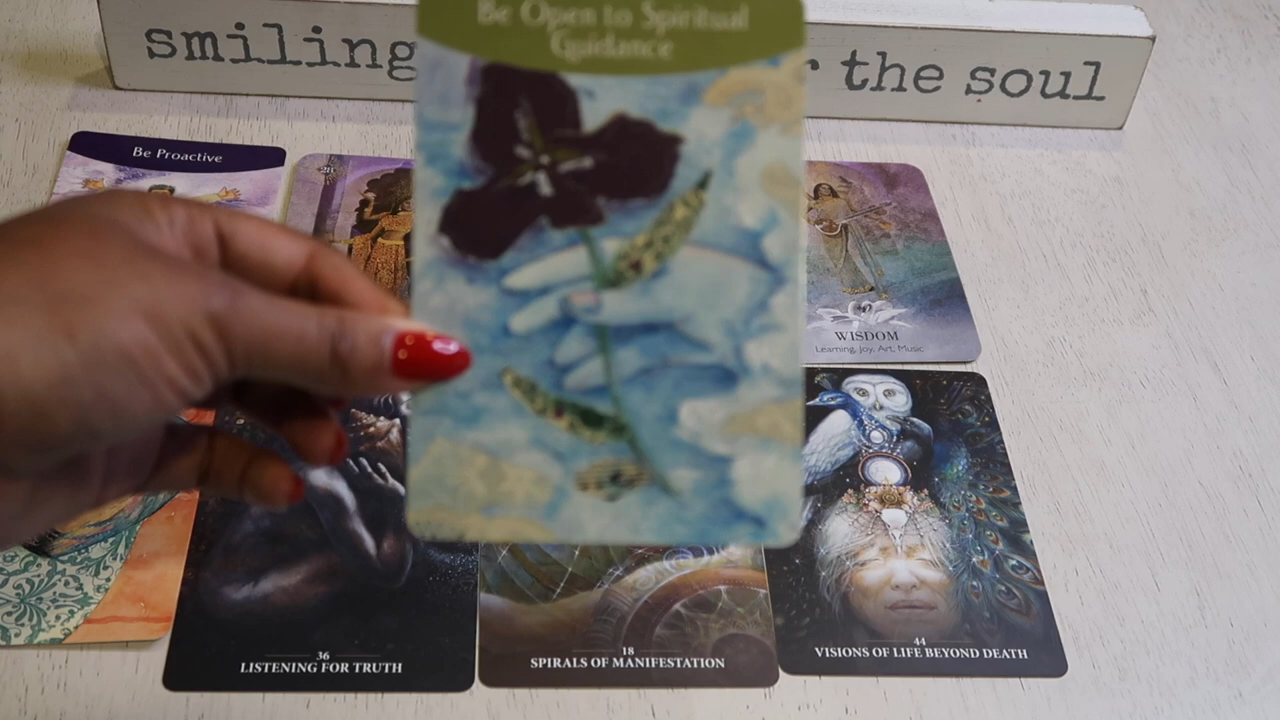 Be Open to Spiritual
Guidance
smiling
r the soul
Be Proactive
WISDOM
Learning, Joy, Art, Music
36
LISTENING FOR TRUTH
18
SPIRALS OF MANIFESTATION
44
VISIONS OF LIFE BEYOND DEATH